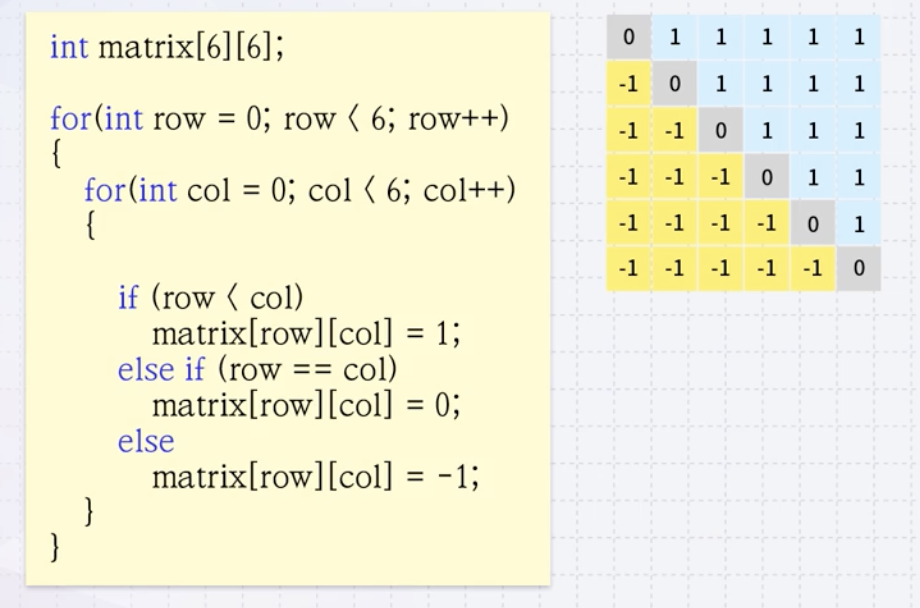 int matrix[6][6];
for(int row = 0; row < 6; row++)
{
for(int col = 0; col < 6; col++)
{
if (row < col)
matrix[row][col] = 1;
else if (row == col)
matrix[row][col] = 0;
else
matrix[row][col] = -1;
}
}
0 1 1 1 1 1
-1 0 1 1 1 1
-1 -1 0 1 1 1
-1 -1 -1 0 1 1
-1 -1 -1 -1 0 1
-1 -1 -1 -1 -1 0